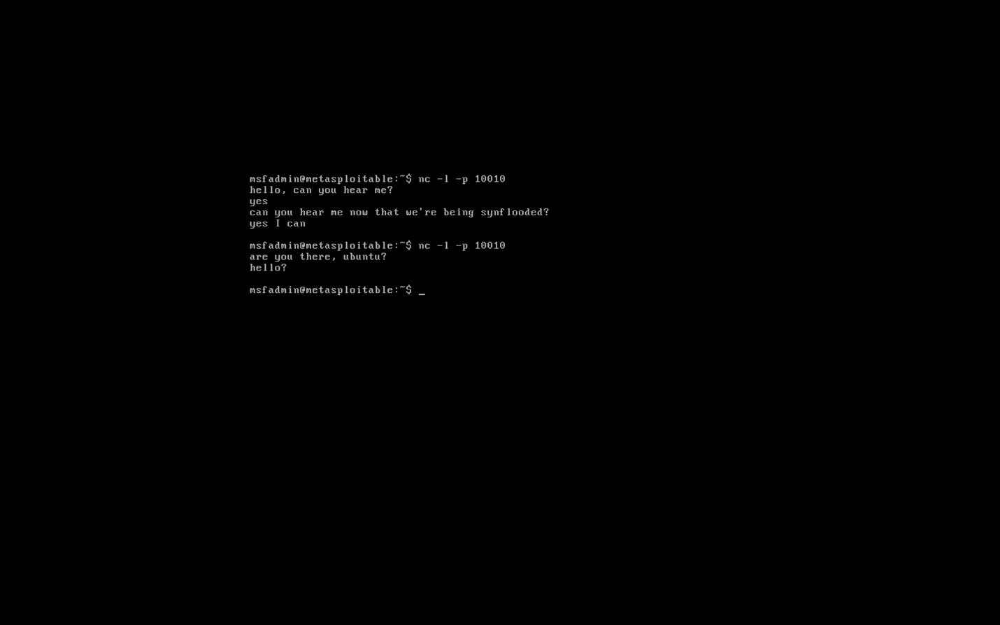 msfadmin@metasploitable:~$ nc -l -p 10010
hello, can you hear me?
yes
can you hear me now that we're being synflooded?
yes I can
msfadmin@metasploitable:~$ nc -l -p 10010
are you there, ubuntu?
hello?
msfadmin@metasploitable:~$ _